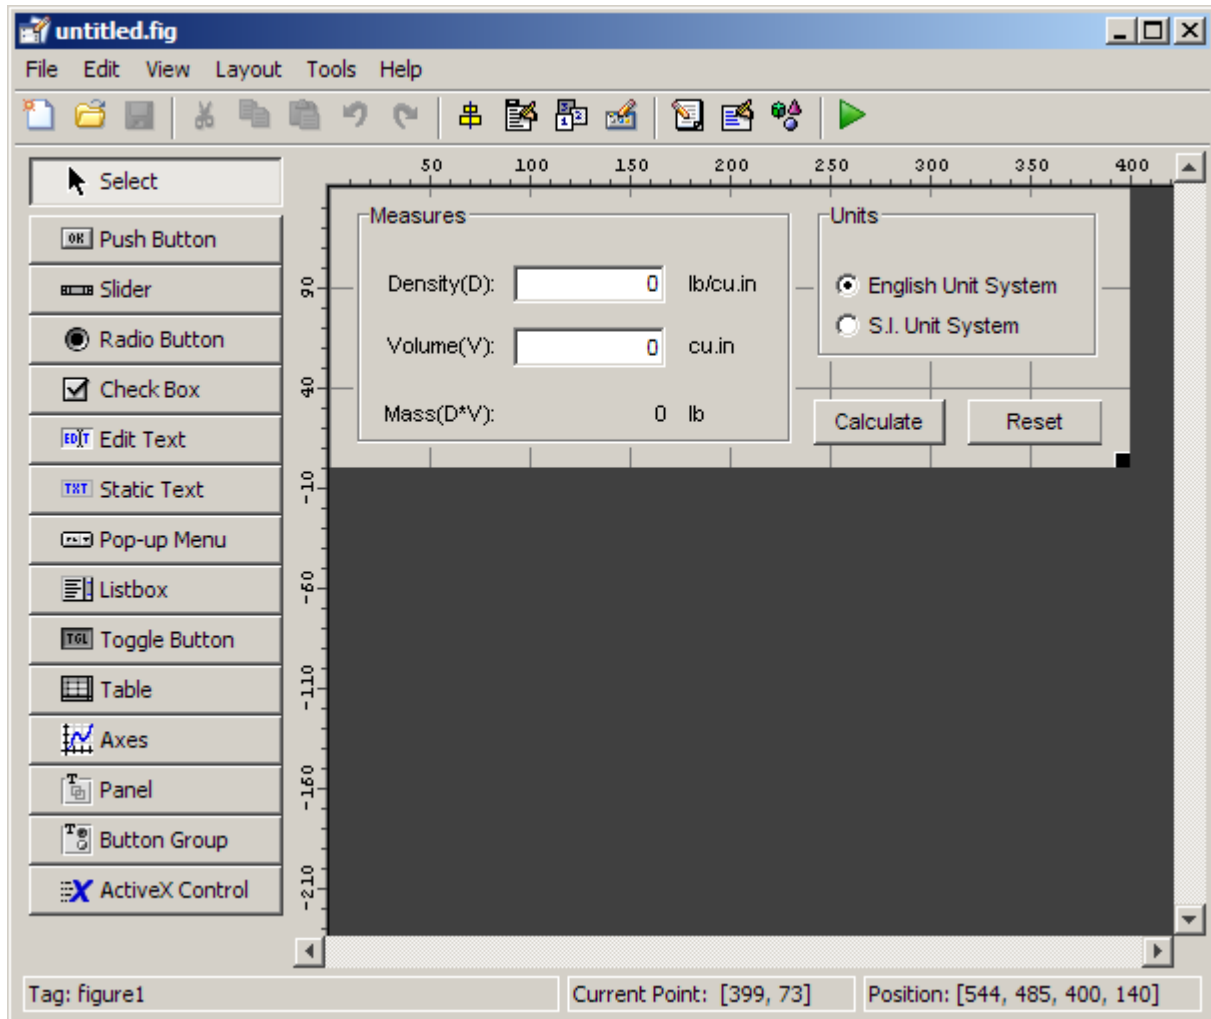 untitled.fig
File Edit View Layout Tools Help
Select
Push Button
Slider
Radio Button
Check Box
Edit Text
Static Text
Pop-up Menu
Listbox
Toggle Button
Table
Axes
Panel
Button Group
ActiveX Control
50 100 150 200 250 300 350 400
90
40
-10
-60
-110
-160
-210
Measures
Density(D): 0 lb/cu.in
Volume(V): 0 cu.in
Mass(D*V): 0 lb
Units
English Unit System
S.I. Unit System
Calculate Reset
Tag: figure1 Current Point: [399, 73] Position: [544, 485, 400, 140]